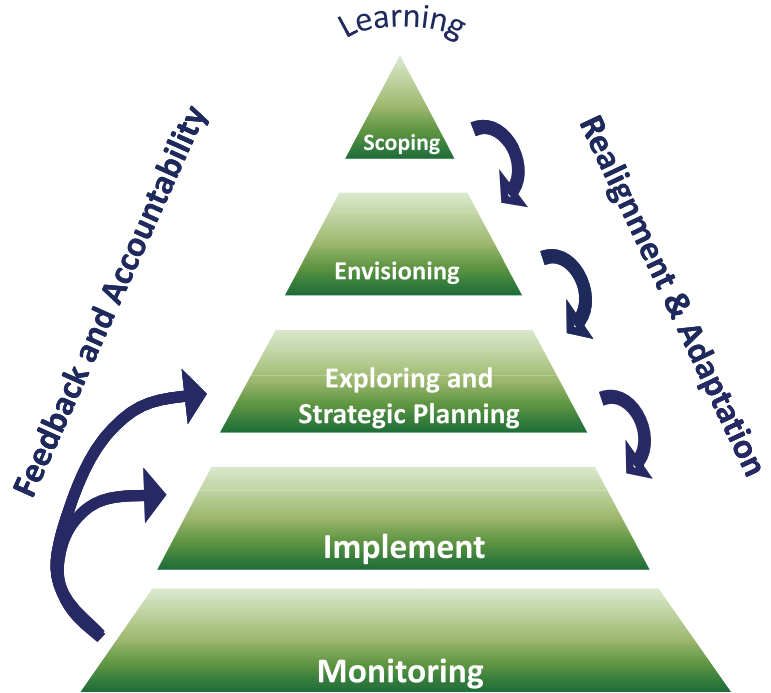 Learning
Feedback and Accountability
Realignment & Adaptation
Scoping
Envisioning
Exploring and
Strategic Planning
Implement
Monitoring